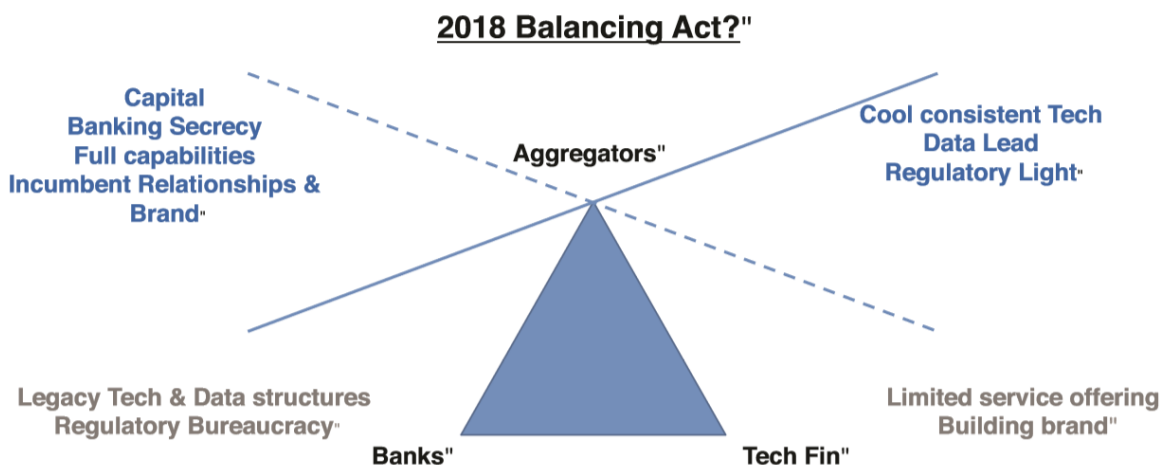 2018 Balancing Act?"
Capital
Banking Secrecy
Full capabilities
Incumbent Relationships &
Brand"
Aggregators"
Cool consistent Tech
Data Lead
Regulatory Light"
Legacy Tech & Data structures
Regulatory Bureaucracy"
Banks"
Tech Fin"
Limited service offering
Building brand"